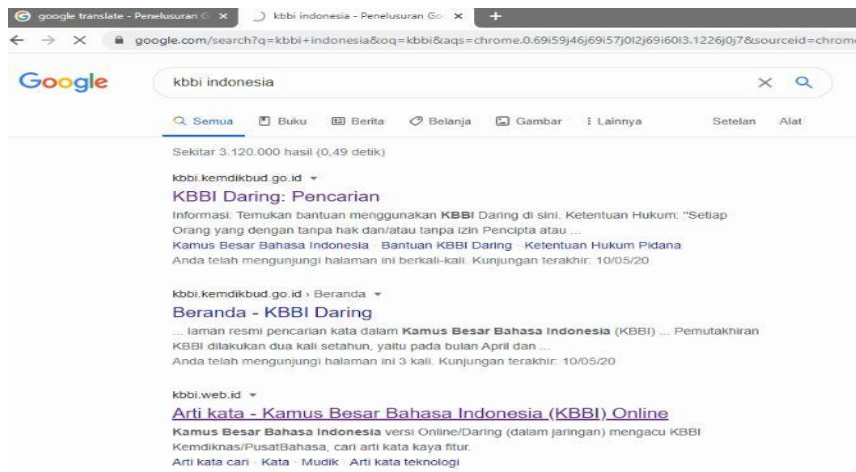 google translate - Penelusuran G
kbbi indonesia - Penelusuran Go
google.com/search?q=kbbi+indonesia&oq=kbbi&aqs=chrome.0.69i59j46j69i57j0l2j69i60l3.1226j0j7&sourceid=chrome
Google
kbbi indonesia
Semua Buku Berita Belanja Gambar Lainnya Setelan Alat
Sekitar 3.120.000 hasil (0,49 detik)
kbbi.kemdikbud.go.id
KBBI Daring: Pencarian
Informasi: Temukan bantuan menggunakan KBBI Daring di sini. Ketentuan Hukum: "Setiap
Orang yang dengan tanpa hak dan/atau tanpa izin Pencipta atau ...
Kamus Besar Bahasa Indonesia · Bantuan KBBI Daring · Ketentuan Hukum Pidana
Anda telah mengunjungi halaman ini berkali-kali. Kunjungan terakhir: 10/05/20
kbbi.kemdikbud.go.id › Beranda
Beranda - KBBI Daring
... laman resmi pencarian kata dalam Kamus Besar Bahasa Indonesia (KBBI) ... Pemutakhiran
KBBI dilakukan dua kali setahun, yaitu pada bulan April dan ...
Anda telah mengunjungi halaman ini 3 kali. Kunjungan terakhir: 10/05/20
kbbi.web.id
Arti kata - Kamus Besar Bahasa Indonesia (KBBI) Online
Kamus Besar Bahasa Indonesia versi Online/Daring (dalam jaringan) mengacu KBBI
Kemdiknas/PusatBahasa, cari arti kata kaya fitur.
Arti kata cari · Kata · Mudik · Arti kata teknologi